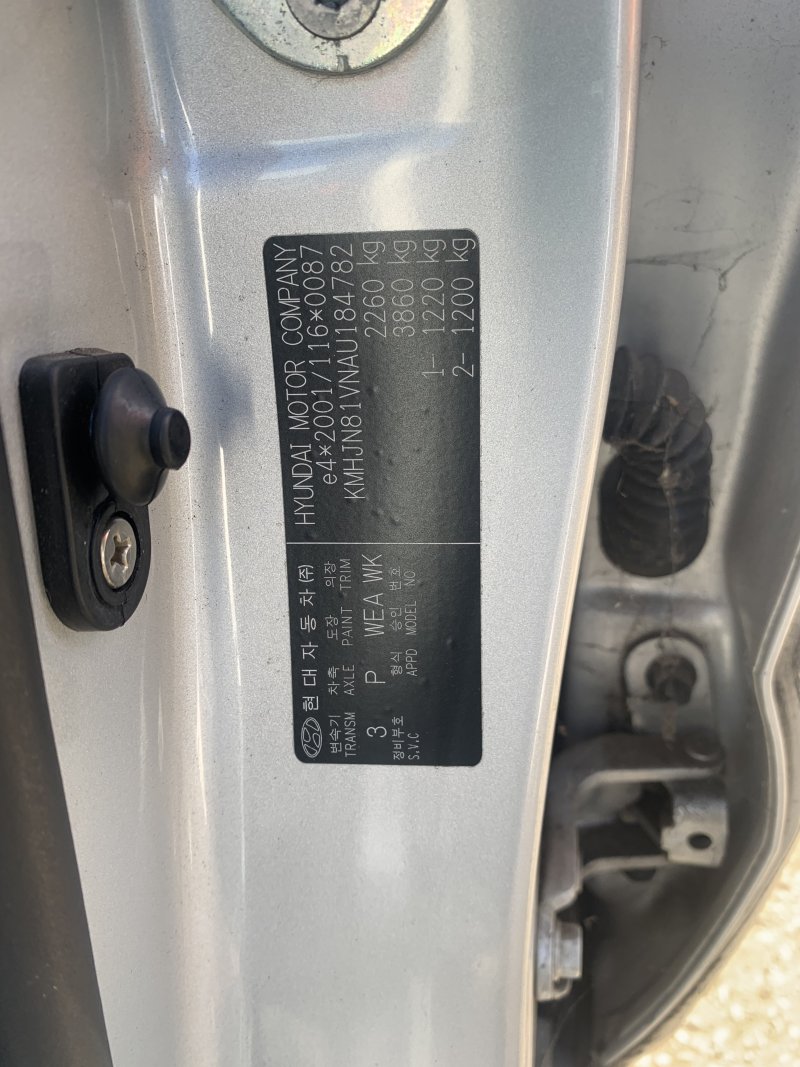 HYUNDAI MOTOR COMPANY
e4*2001/116*0087
KMHJN81VNAU184782
2260 kg
3860 kg
1- 1220 kg
2- 1200 kg
현대자동차(주)
변속기 차축 도장 의장
TRANSM AXLE PAINT TRIM
3 P WEA WK
정비부호 형식 승인 번호
S.V.C APPD MODEL NO